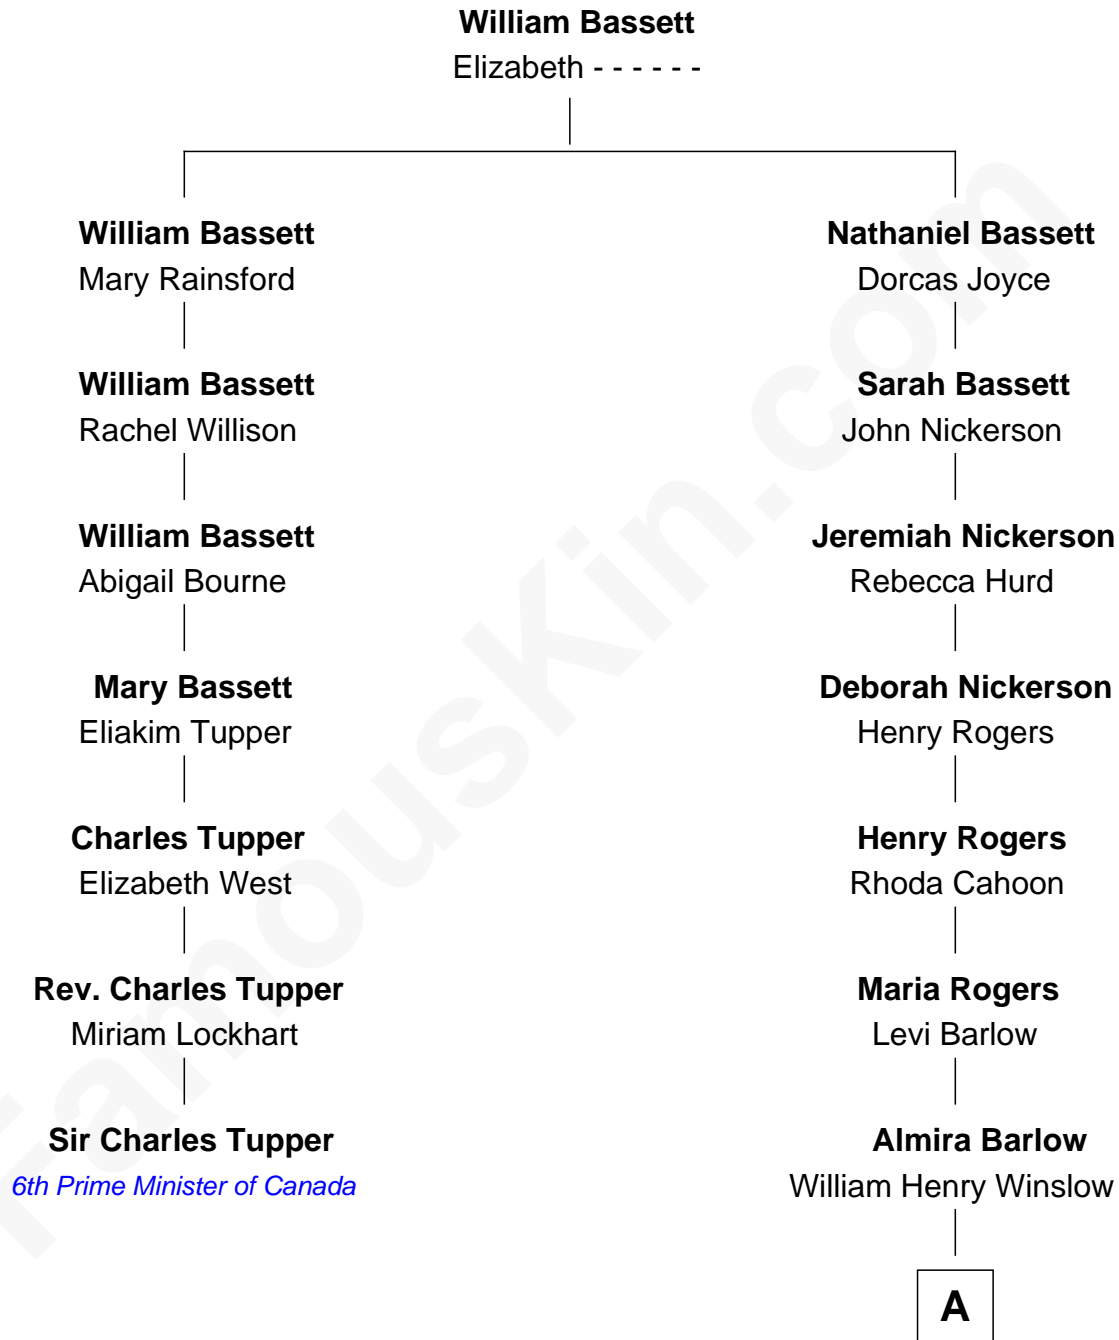 William Bassett
Elizabeth - - - - - -
William Bassett
Mary Rainsford
Nathaniel Bassett
Dorcas Joyce
William Bassett
Rachel Willison
Sarah Bassett
John Nickerson
William Bassett
Abigail Bourne
Jeremiah Nickerson
Rebecca Hurd
Mary Bassett
Eliakim Tupper
Deborah Nickerson
Henry Rogers
Charles Tupper
Elizabeth West
Henry Rogers
Rhoda Cahoon
Rev. Charles Tupper
Miriam Lockhart
Maria Rogers
Levi Barlow
Sir Charles Tupper
6th Prime Minister of Canada
Almira Barlow
William Henry Winslow
A
FamousKin.com